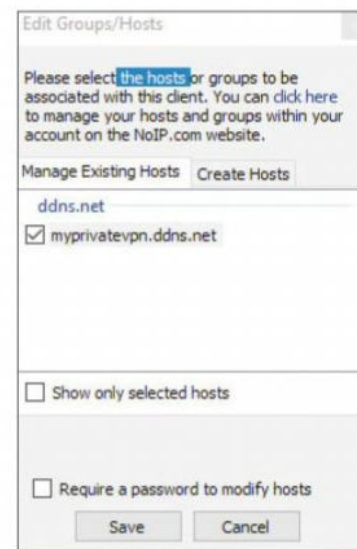 Edit Groups/Hosts
Please select the hosts or groups to be
associated with this client. You can click here
to manage your hosts and groups within your
account on the NoIP.com website.
Manage Existing Hosts
Create Hosts
ddns.net
myprivatevpn.ddns.net
Show only selected hosts
Require a password to modify hosts
Save
Cancel